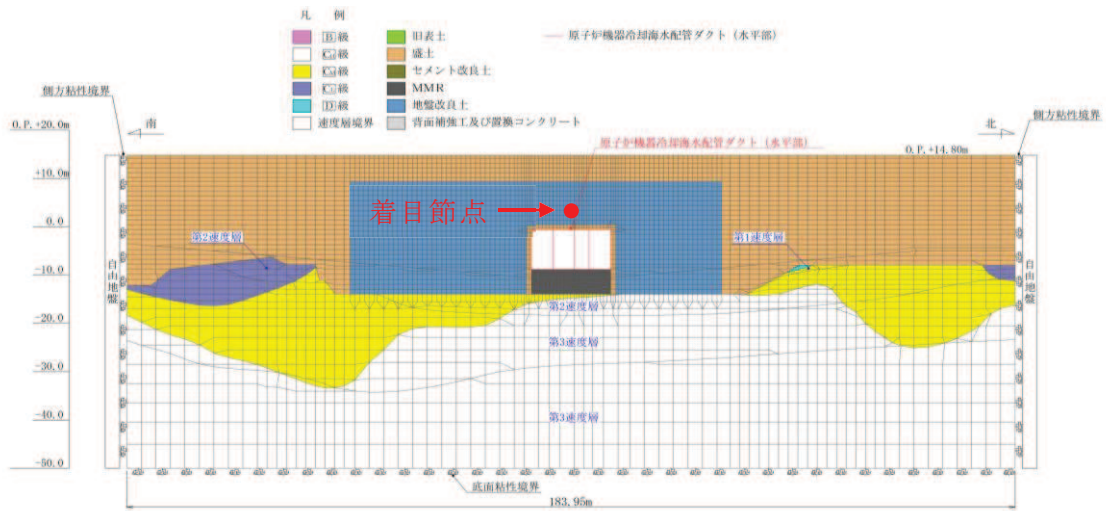 凡 例
B級
CH級
CM級
CL級
D級
速度層境界
旧表土
盛土
セメント改良土
MMR
地盤改良土
背面補強工及び置換コンクリート
原子炉機器冷却海水配管ダクト（水平部）
側方粘性境界
側方粘性境界
O.P.+20.0m
南
原子炉機器冷却海水配管ダクト（水平部）
北
O.P.+14.80m
+10.0m
着目節点
0.0
第2速度層
第1速度層
自由地盤
自由地盤
-10.0
第2速度層
-20.0
第3速度層
-30.0
-40.0
第3速度層
-50.0
底面粘性境界
183.95m